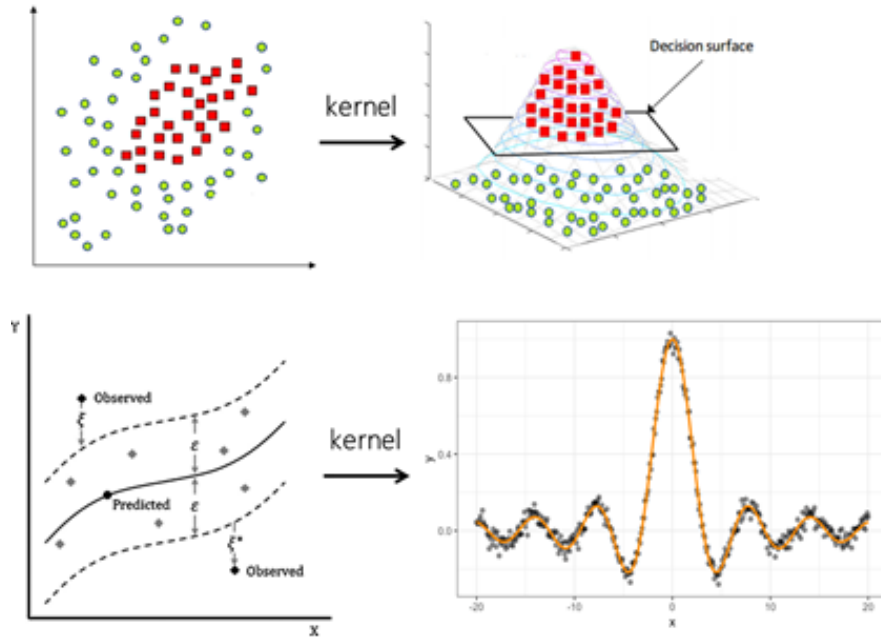 kernel
Decision surface
Y
Observed
ξ
ε
ε
Predicted
ξ*
Observed
X
kernel
y
0.8
0.4
0.0
-20
-10
0
10
20
x